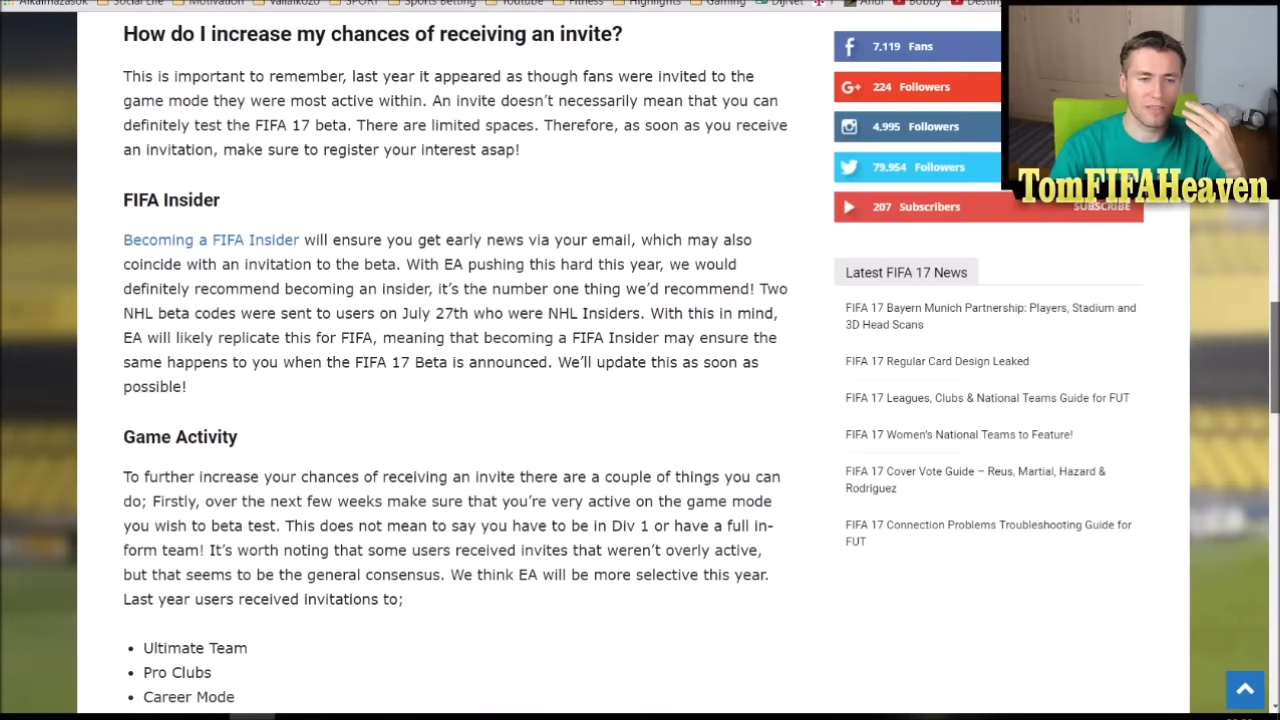 Alkalmazások Social Life Motiváció Vállalkozó SPORT Sports Betting Youtube Fitness Highlights Gaming DijNet Andr Bobby Destiny
How do I increase my chances of receiving an invite?
This is important to remember, last year it appeared as though fans were invited to the
game mode they were most active within. An invite doesn't necessarily mean that you can
definitely test the FIFA 17 beta. There are limited spaces. Therefore, as soon as you receive
an invitation, make sure to register your interest asap!
FIFA Insider
Becoming a FIFA Insider will ensure you get early news via your email, which may also
coincide with an invitation to the beta. With EA pushing this hard this year, we would
definitely recommend becoming an insider, it's the number one thing we'd recommend! Two
NHL beta codes were sent to users on July 27th who were NHL Insiders. With this in mind,
EA will likely replicate this for FIFA, meaning that becoming a FIFA Insider may ensure the
same happens to you when the FIFA 17 Beta is announced. We'll update this as soon as
possible!
Game Activity
To further increase your chances of receiving an invite there are a couple of things you can
do; Firstly, over the next few weeks make sure that you're very active on the game mode
you wish to beta test. This does not mean to say you have to be in Div 1 or have a full in-
form team! It's worth noting that some users received invites that weren't overly active,
but that seems to be the general consensus. We think EA will be more selective this year.
Last year users received invitations to;
• Ultimate Team
• Pro Clubs
• Career Mode
7,119 Fans
G+ 224 Followers
4,995 Followers
79,954 Followers
207 Subscribers SUBSCRIBE
TomFIFAHeaven
Latest FIFA 17 News
FIFA 17 Bayern Munich Partnership: Players, Stadium and
3D Head Scans
FIFA 17 Regular Card Design Leaked
FIFA 17 Leagues, Clubs & National Teams Guide for FUT
FIFA 17 Women's National Teams to Feature!
FIFA 17 Cover Vote Guide – Reus, Martial, Hazard &
Rodriguez
FIFA 17 Connection Problems Troubleshooting Guide for
FUT